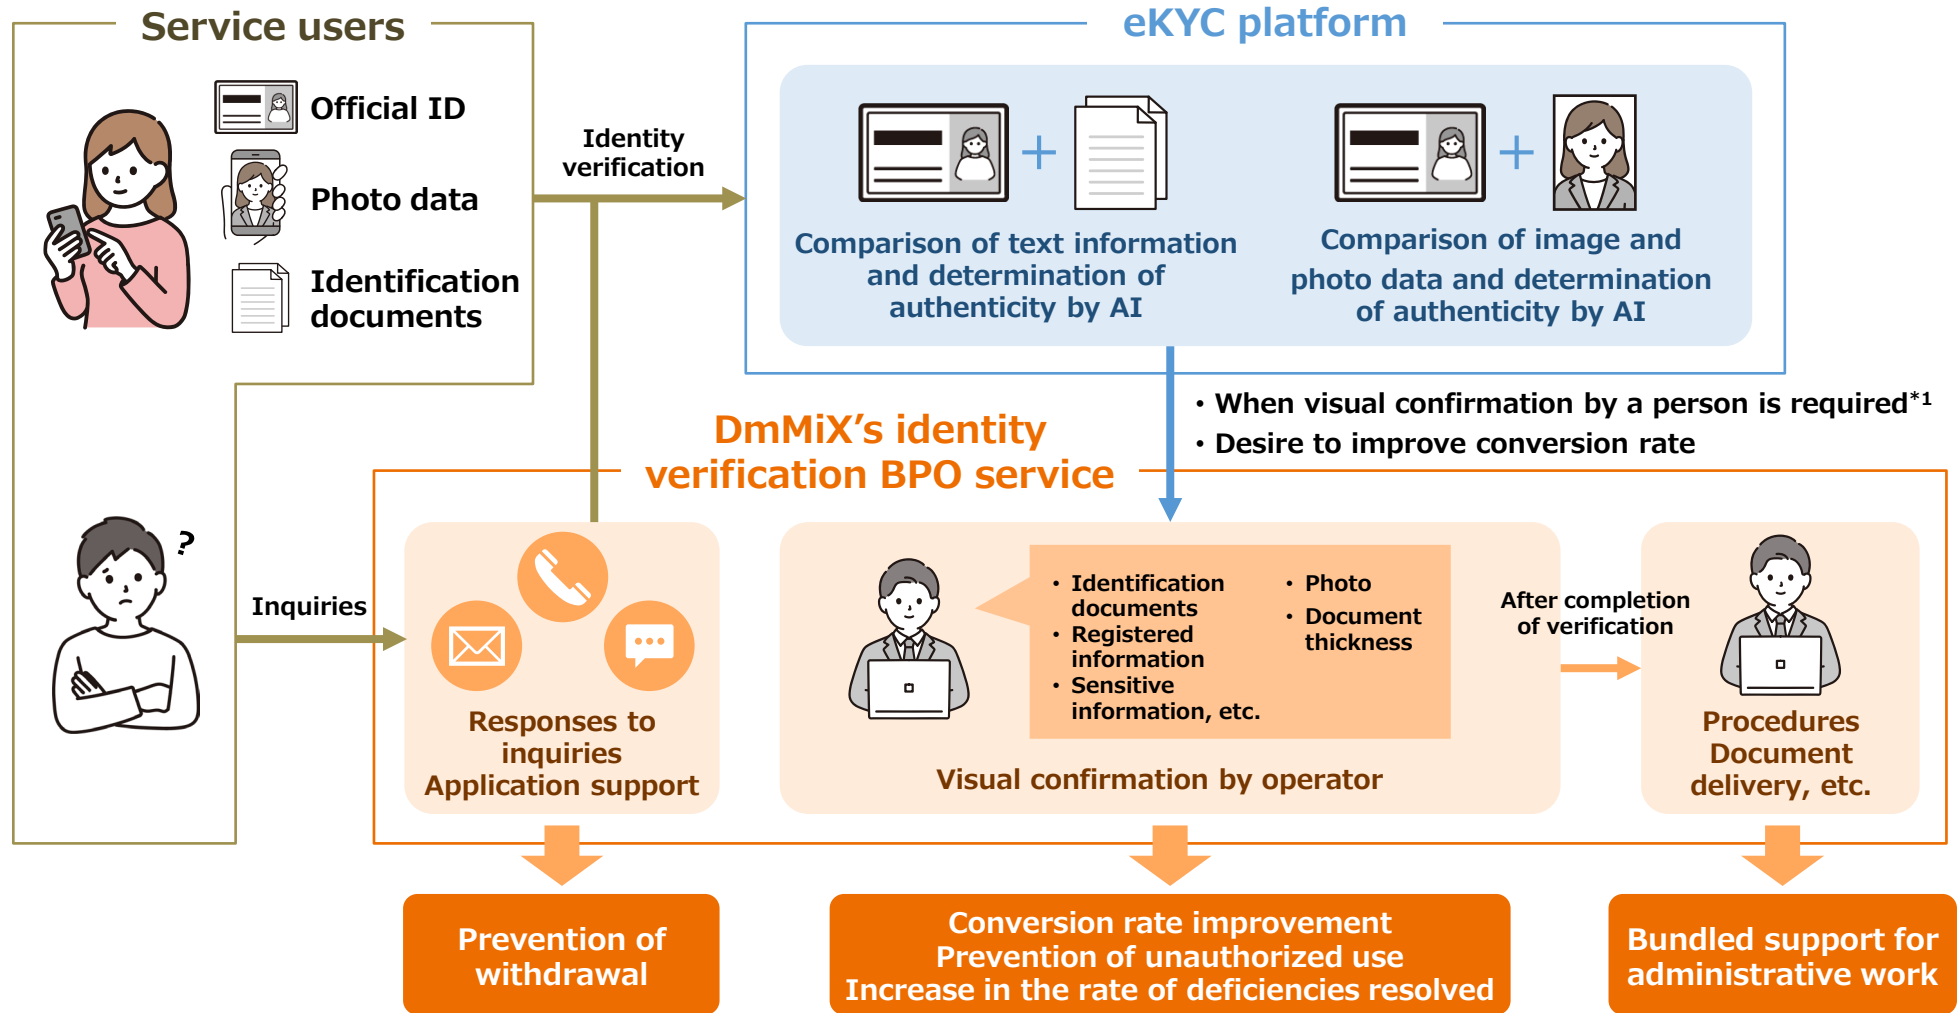 Service users
Official ID
Photo data
Identification
documents
Identity
verification
eKYC platform
Comparison of text information
and determination of
authenticity by AI
Comparison of image and
photo data and determination
of authenticity by AI
・When visual confirmation by a person is required*1
・Desire to improve conversion rate
DmMiX’s identity
verification BPO service
?
Inquiries
Responses to
inquiries
Application support
・Identification
documents
・Registered
information
・Sensitive
information, etc.
・Photo
・Document
thickness
Visual confirmation by operator
After completion
of verification
Procedures
Document
delivery, etc.
Prevention of
withdrawal
Conversion rate improvement
Prevention of unauthorized use
Increase in the rate of deficiencies resolved
Bundled support for
administrative work